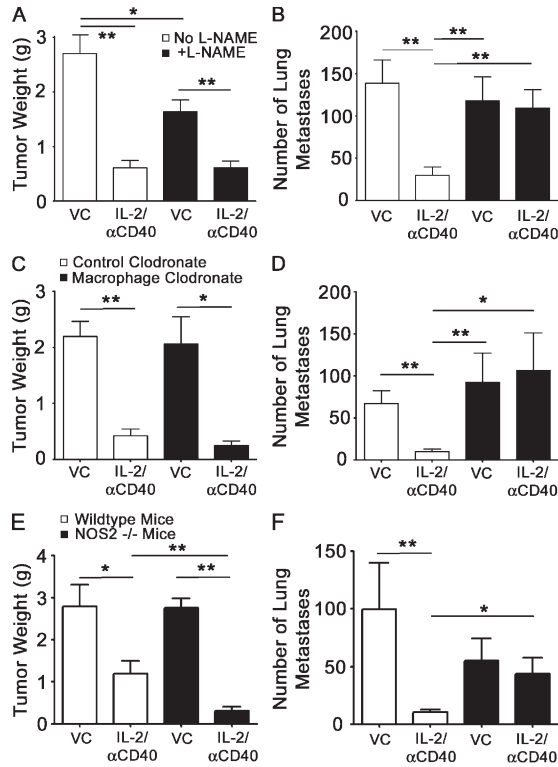 A
Tumor Weight (g)
3
2
1
0
*
**
**
No L-NAME
+L-NAME
VC
IL-2/
αCD40
VC
IL-2/
αCD40
B
Number of Lung
Metastases
200
150
100
50
0
**
**
**
VC
IL-2/
αCD40
VC
IL-2/
αCD40
C
Control Clodronate
Macrophage Clodronate
Tumor Weight (g)
3
2
1
0
**
*
VC
IL-2/
αCD40
VC
IL-2/
αCD40
D
Number of Lung
Metastases
200
150
100
50
0
*
**
**
VC
IL-2/
αCD40
VC
IL-2/
αCD40
E
Wildtype Mice
NOS2 -/- Mice
Tumor Weight (g)
4
3
2
1
0
**
*
**
VC
IL-2/
αCD40
VC
IL-2/
αCD40
F
Number of Lung
Metastases
150
100
50
0
**
*
VC
IL-2/
αCD40
VC
IL-2/
αCD40